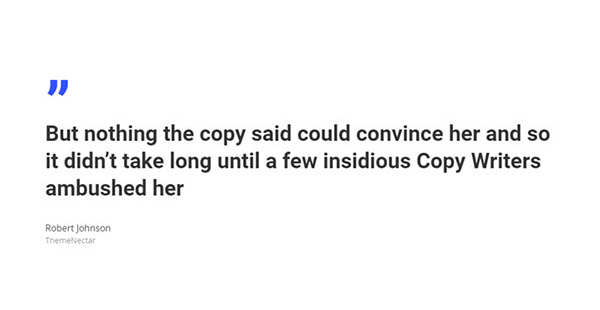 ”
But nothing the copy said could convince her and so
it didn’t take long until a few insidious Copy Writers
ambushed her
Robert Johnson
ThemeNectar